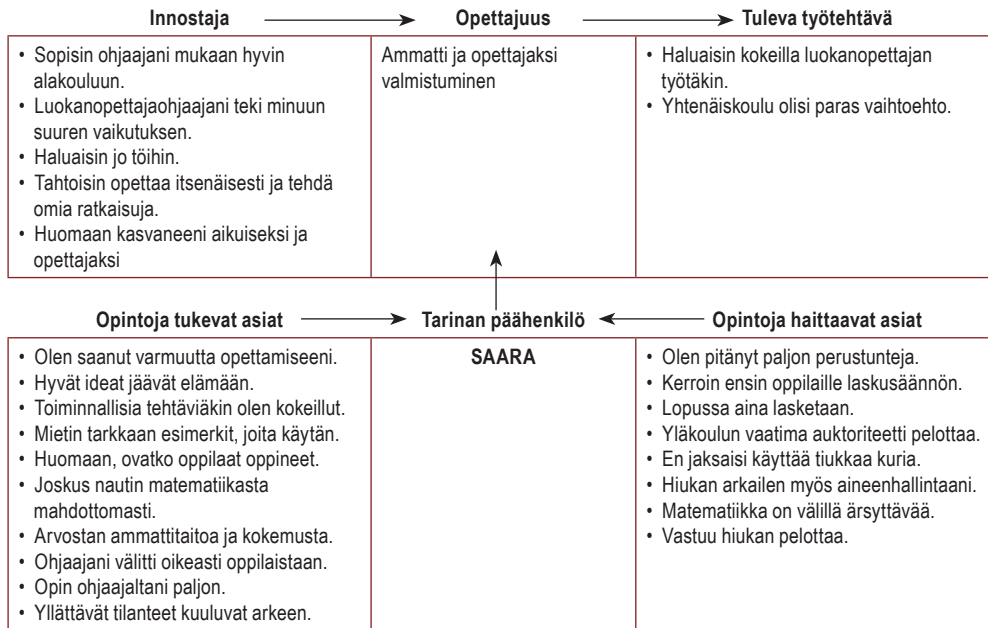 Innostaja
Opettajuus
Tuleva työtehtävä
• Sopisin ohjaajani mukaan hyvin
alakouluun.
• Luokanopettajaohjaajani teki minuun
suuren vaikutuksen.
• Haluaisin jo töihin.
• Tahtoisin opettaa itsenäisesti ja tehdä
omia ratkaisuja.
• Huomaan kasvaneeni aikuiseksi ja
opettajaksi
Ammatti ja opettajaksi
valmistuminen
• Haluaisin kokeilla luokanopettajan
työtäkin.
• Yhtenäiskoulu olisi paras vaihtoehto.
Opintoja tukevat asiat
Tarinan päähenkilö
Opintoja haittaavat asiat
• Olen saanut varmuutta opettamiseeni.
• Hyvät ideat jäävät elämään.
• Toiminnallisia tehtäviäkin olen kokeillut.
• Mietin tarkkaan esimerkit, joita käytän.
• Huomaan, ovatko oppilaat oppineet.
• Joskus nautin matematiikasta
mahdottomasti.
• Arvostan ammattitaitoa ja kokemusta.
• Ohjaajani välitti oikeasti oppilaistaan.
• Opin ohjaajaltani paljon.
• Yllättävät tilanteet kuuluvat arkeen.
SAARA
• Olen pitänyt paljon perustunteja.
• Kerroin ensin oppilaille laskusäännön.
• Lopussa aina lasketaan.
• Yläkoulun vaatima auktoriteetti pelottaa.
• En jaksaisi käyttää tiukkaa kuria.
• Hiukan arkailen myös aineenhallintaani.
• Matematiikka on välillä ärsyttävää.
• Vastuu hiukan pelottaa.